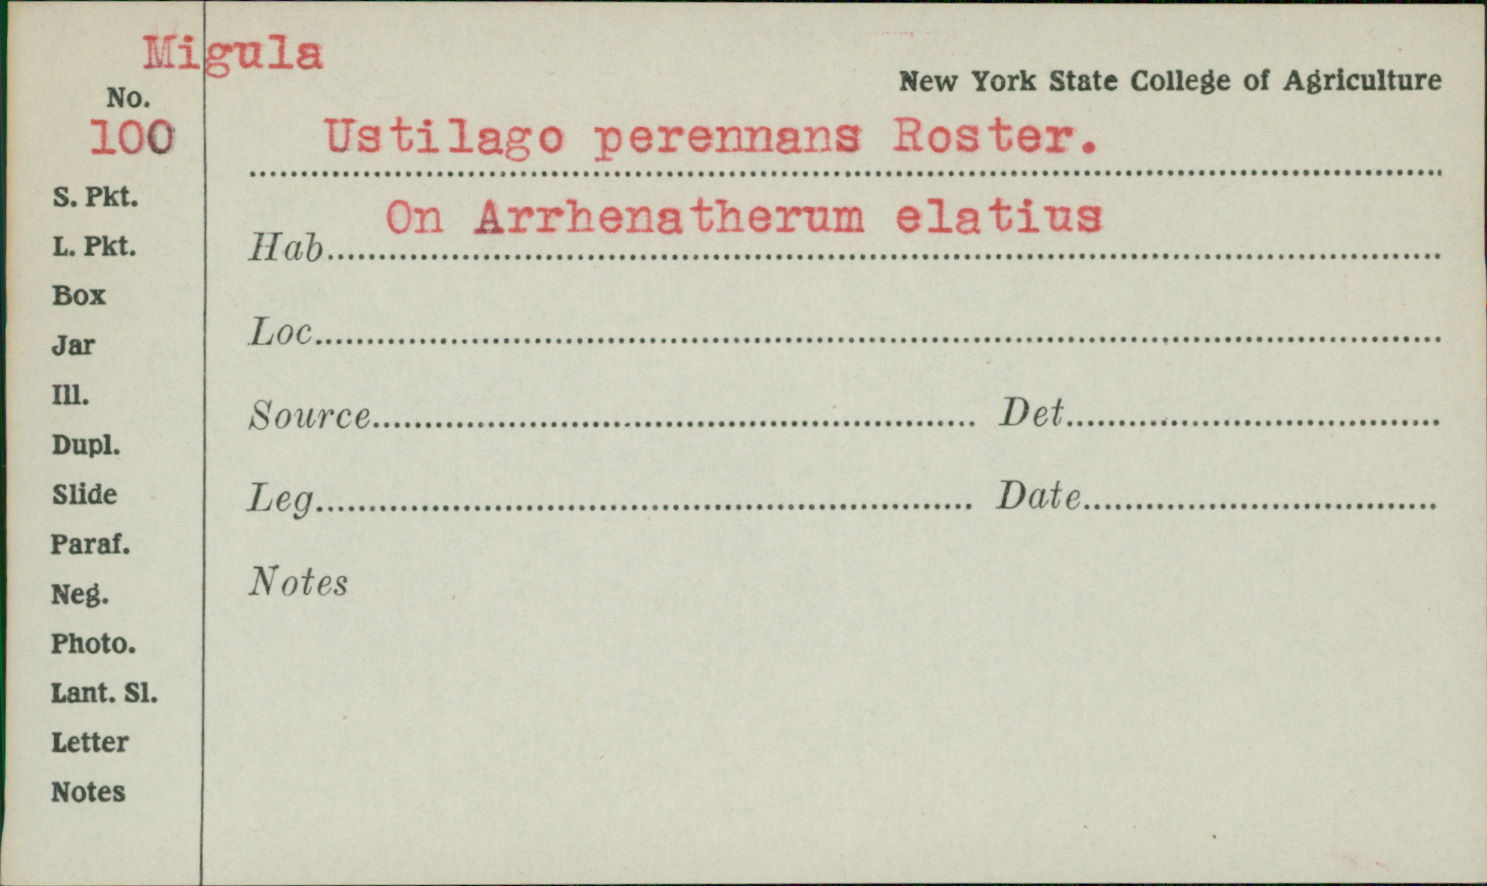 Migula
New York State College of Agriculture
No.
100
Ustilago perennans Roster.
On Arrhenatherum elatius
S. Pkt.
L. Pkt.
Hab.
Box
Loc.
Jar
Ill.
Source
Det.
Dupl.
Slide
Leg.
Date
Paraf.
Neg.
Notes
Photo.
Lant. Sl.
Letter
Notes